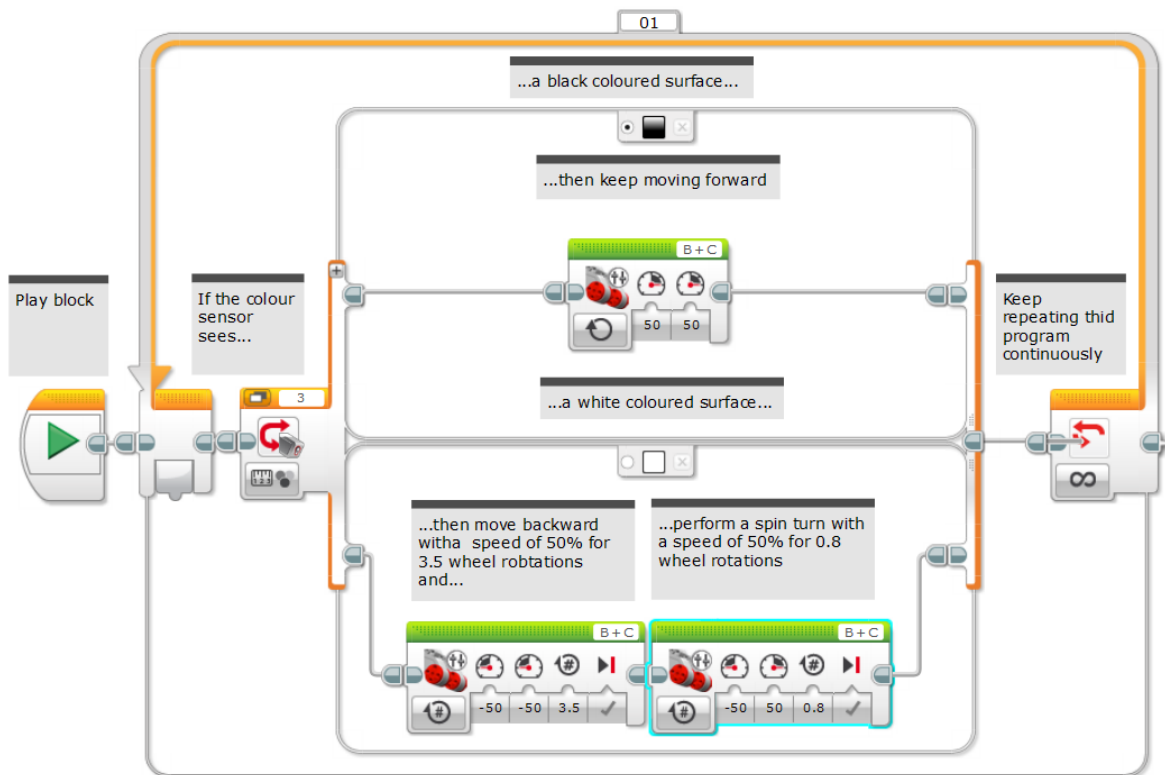 01
...a black coloured surface...
...then keep moving forward
B + C
50 50
Play block
If the colour
sensor
sees...
3
Keep
repeating thid
program
continuously
...a white coloured surface...
...then move backward
witha  speed of 50% for
3.5 wheel robtations
and...
...perform a spin turn with
a speed of 50% for 0.8
wheel rotations
B + C
#
# -50 -50 3.5
B + C
#
# -50 50 0.8